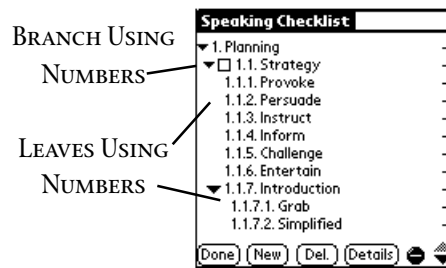 Branch Using
Numbers
Leaves Using
Numbers
Speaking Checklist
1. Planning
1.1. Strategy
1.1.1. Provoke
1.1.2. Persuade
1.1.3. Instruct
1.1.4. Inform
1.1.5. Challenge
1.1.6. Entertain
1.1.7. Introduction
1.1.7.1. Grab
1.1.7.2. Simplified
Done New Del. Details